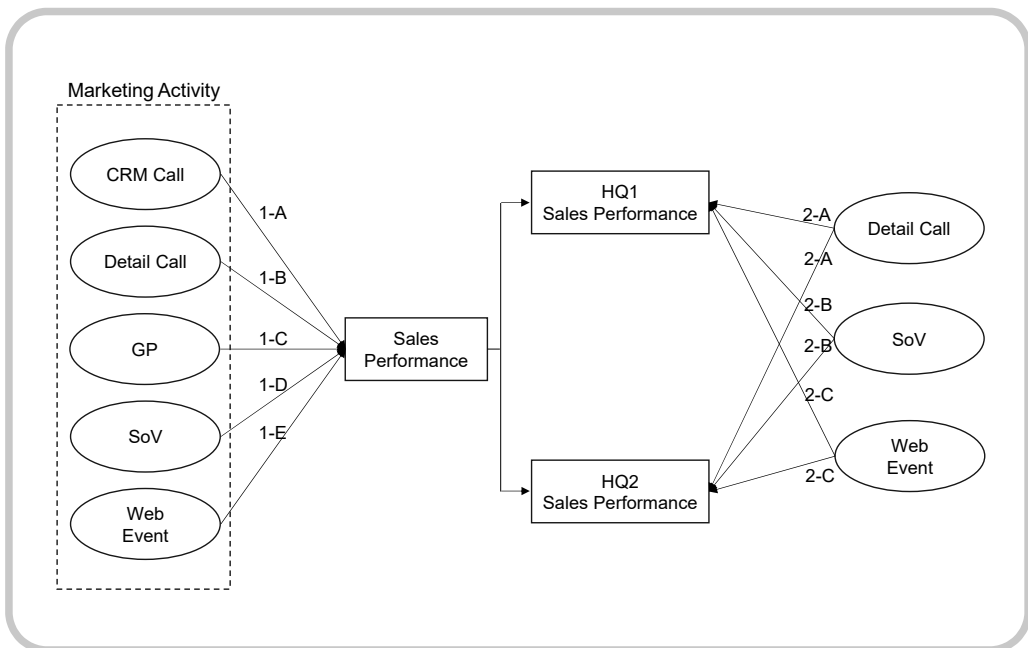 Marketing Activity
CRM Call
1-A
Detail Call
1-B
GP
1-C
SoV
1-D
Web
Event
1-E
Sales
Performance
HQ1
Sales Performance
HQ2
Sales Performance
2-A
2-A
2-B
2-B
2-C
2-C
Detail Call
SoV
Web
Event